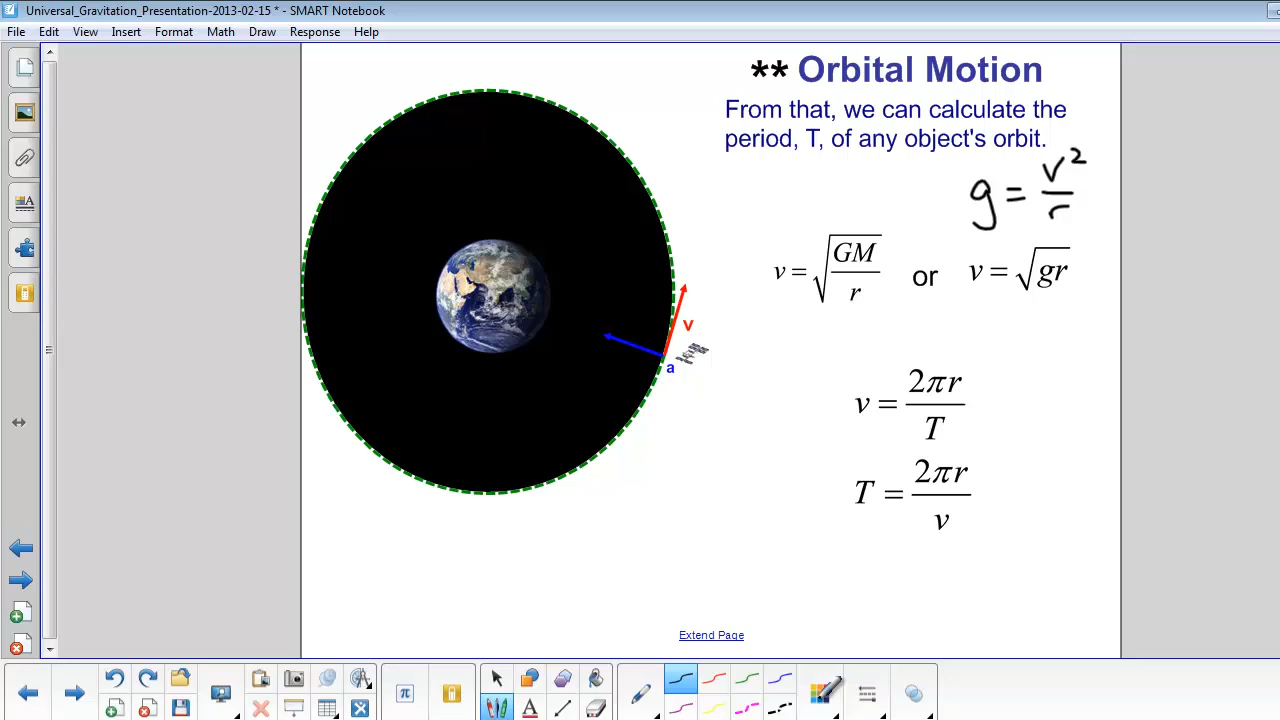 Universal_Gravitation_Presentation-2013-02-15 * - SMART Notebook
File Edit View Insert Format Math Draw Response Help
** Orbital Motion
From that, we can calculate the
period, T, of any object's orbit.
g = v²/r
v = √(GM/r) or v = √gr
v
a
v = 2πr/T
T = 2πr/v
Extend Page
π
A